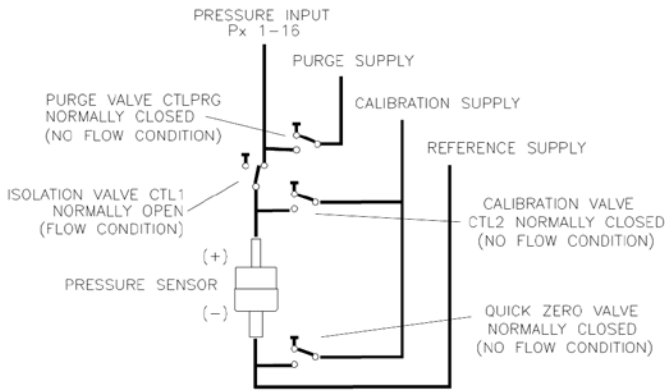 PRESSURE INPUT
Px 1-16
PURGE SUPPLY
PURGE VALVE CTLPRG
NORMALLY CLOSED
(NO FLOW CONDITION)
CALIBRATION SUPPLY
REFERENCE SUPPLY
ISOLATION VALVE CTL1
NORMALLY OPEN
(FLOW CONDITION)
CALIBRATION VALVE
CTL2 NORMALLY CLOSED
(NO FLOW CONDITION)
(+)
PRESSURE SENSOR
(-)
QUICK ZERO VALVE
NORMALLY CLOSED
(NO FLOW CONDITION)